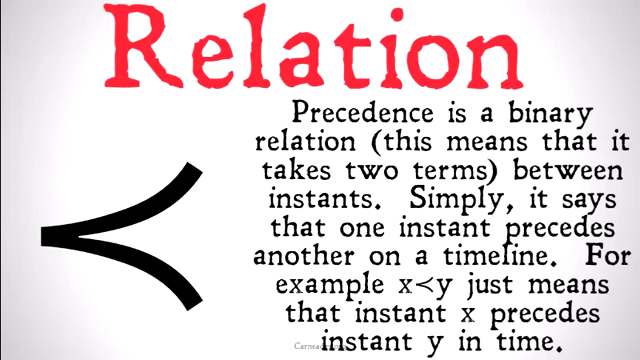 Relation
Precedence is a binary
relation (this means that it
takes two terms) between
instants. Simply, it says
that one instant precedes
another on a timeline. For
example x≺y just means
that instant x precedes
instant y in time.